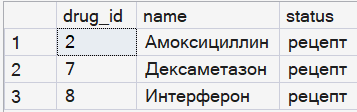 drug_id name status
1 2 Амоксициллин рецепт
2 7 Дексаметазон рецепт
3 8 Интерферон рецепт